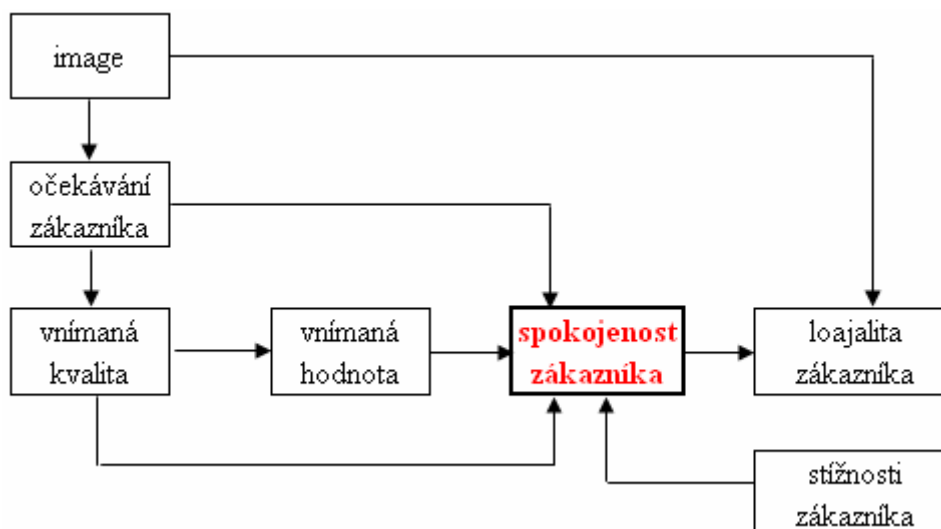 image
očekávání
zákazníka
vnímaná
kvalita
vnímaná
hodnota
spokojenost
zákazníka
loajalita
zákazníka
stížnosti
zákazníka